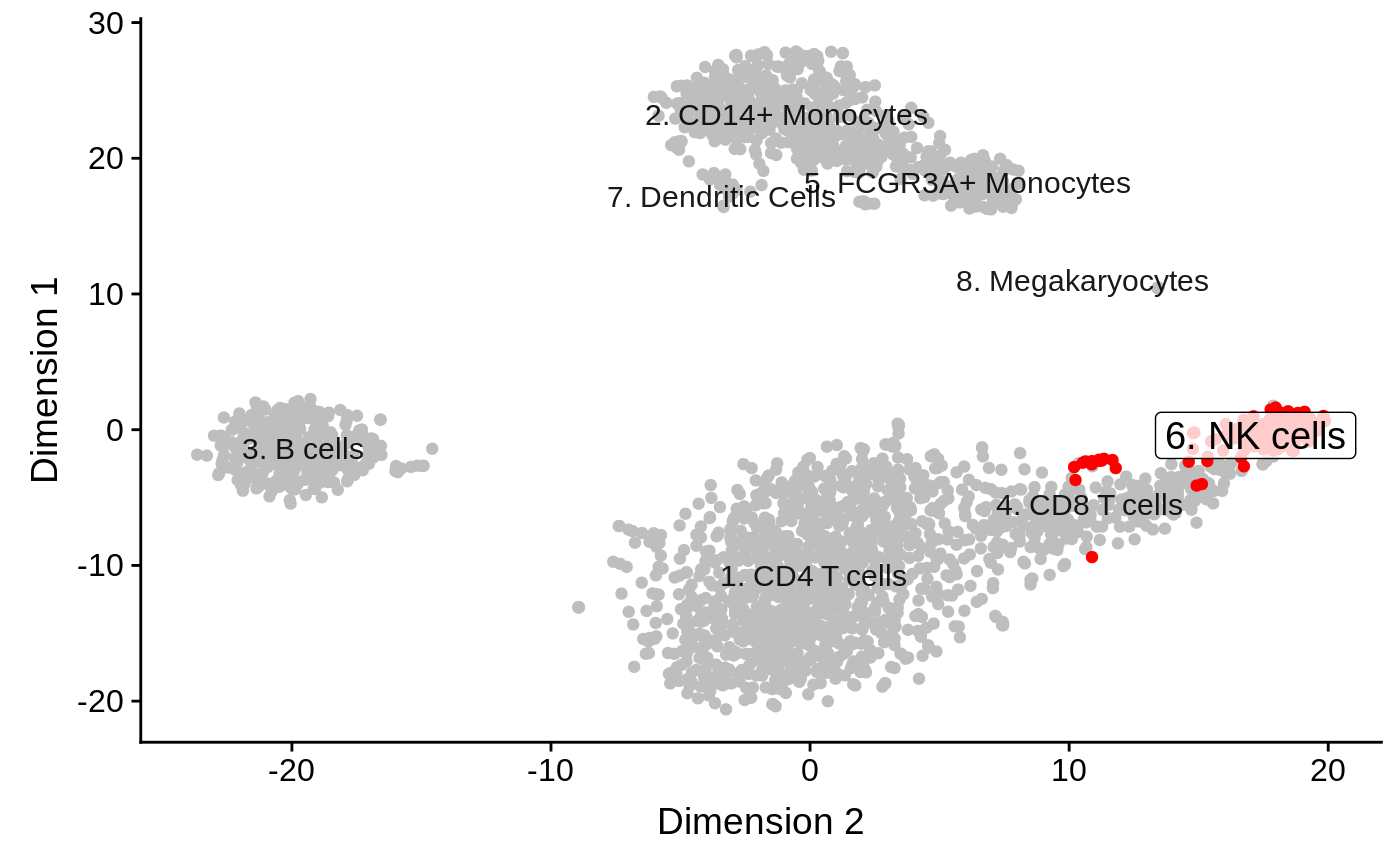 30
2. CD14+ Monocytes
20
5. FCGR3A+ Monocytes
7. Dendritic Cells
10
8. Megakaryocytes
Dimension 1
0
6. NK cells
3. B cells
4. CD8 T cells
-10
1. CD4 T cells
-20
-20 -10 0 10 20
Dimension 2